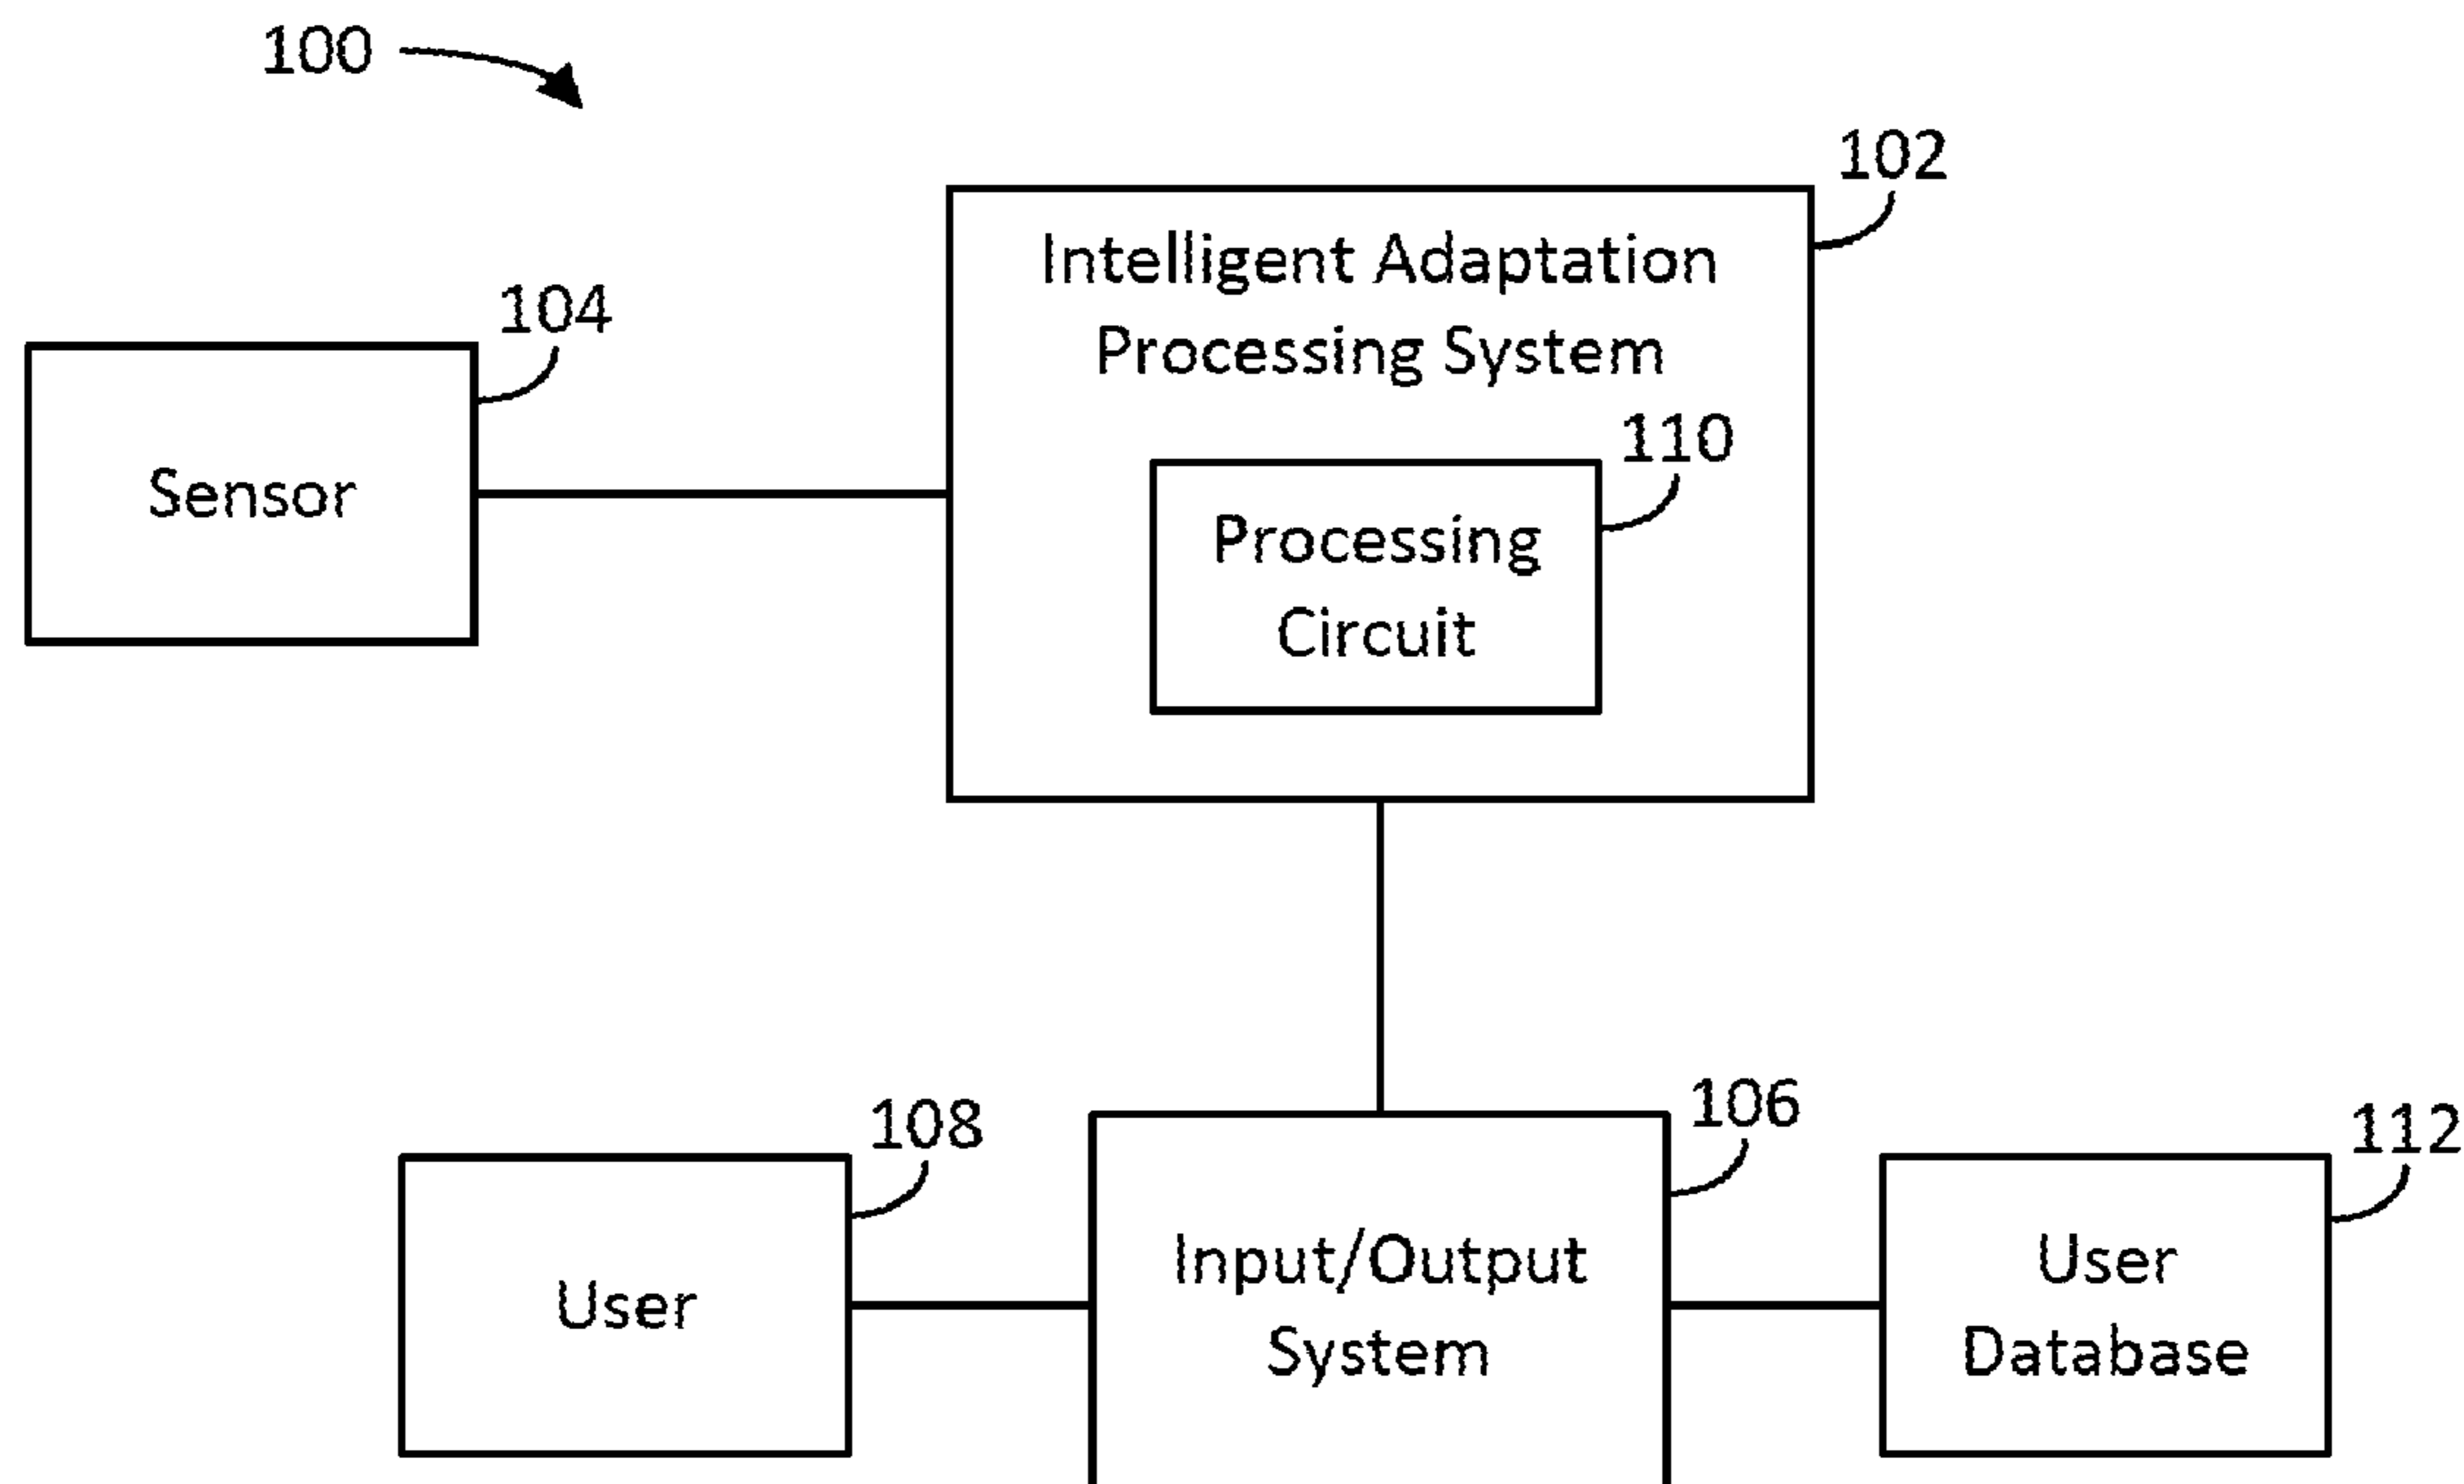 100
102
Intelligent Adaptation
Processing System
104
110
Sensor
Processing
Circuit
108
106
112
User
Input/Output
System
User
Database